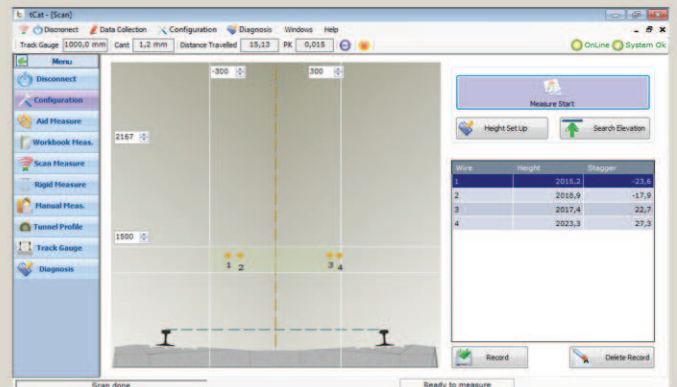 tCat - [Scan]
Disconnect Data Collection Configuration Diagnosis Windows Help
Track Gauge 1000,0 mm Cant 1,2 mm Distance Travelled 15,13 PK 0,015 OnLine System Ok
Menu
Disconnect
Configuration
Aid Measure
Workbook Meas.
Scan Measure
Rigid Measure
Manual Meas.
Tunnel Profile
Track Gauge
Diagnosis
-300 300
2167
1500
1 2 3 4
Measure Start
Height Set Up Search Elevation
Wire Height Stagger
1 2015,2 -23,6
2 2016,9 -17,9
3 2017,4 22,7
4 2023,3 27,3
Record Delete Record
Scan done Ready to measure